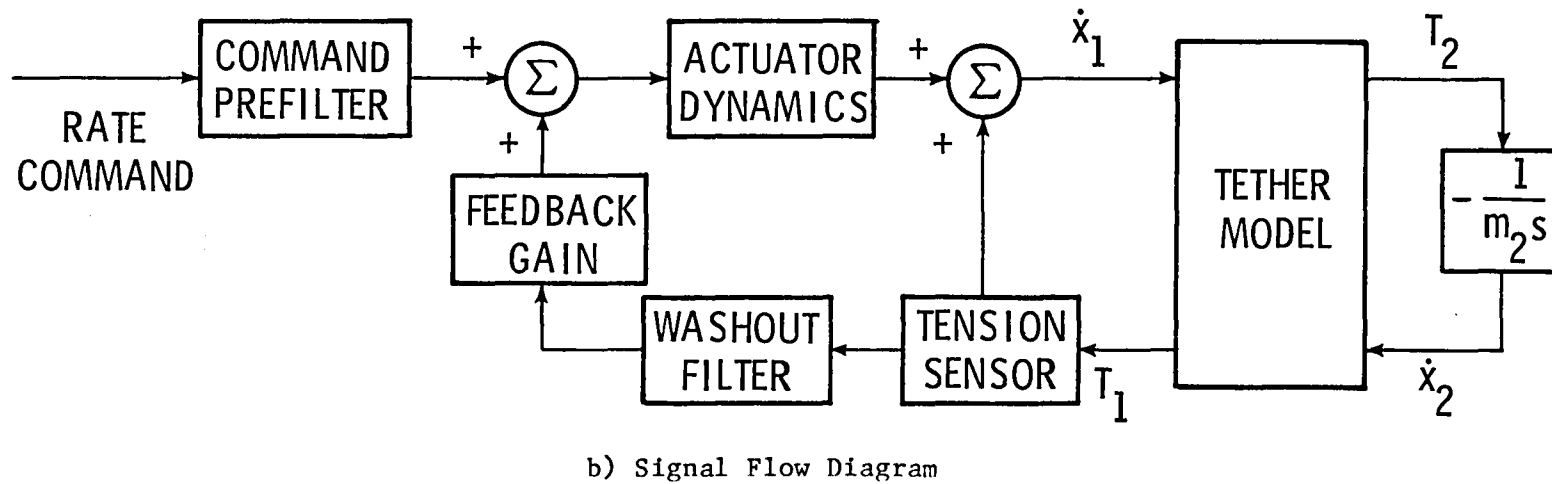 COMMAND
PREFILTER
RATE
COMMAND
+
Σ
+
ACTUATOR
DYNAMICS
+
Σ
+
ẋ₁
TETHER
MODEL
T₂
- 1
m₂s
ẋ₂
T₁
TENSION
SENSOR
WASHOUT
FILTER
FEEDBACK
GAIN
b) Signal Flow Diagram